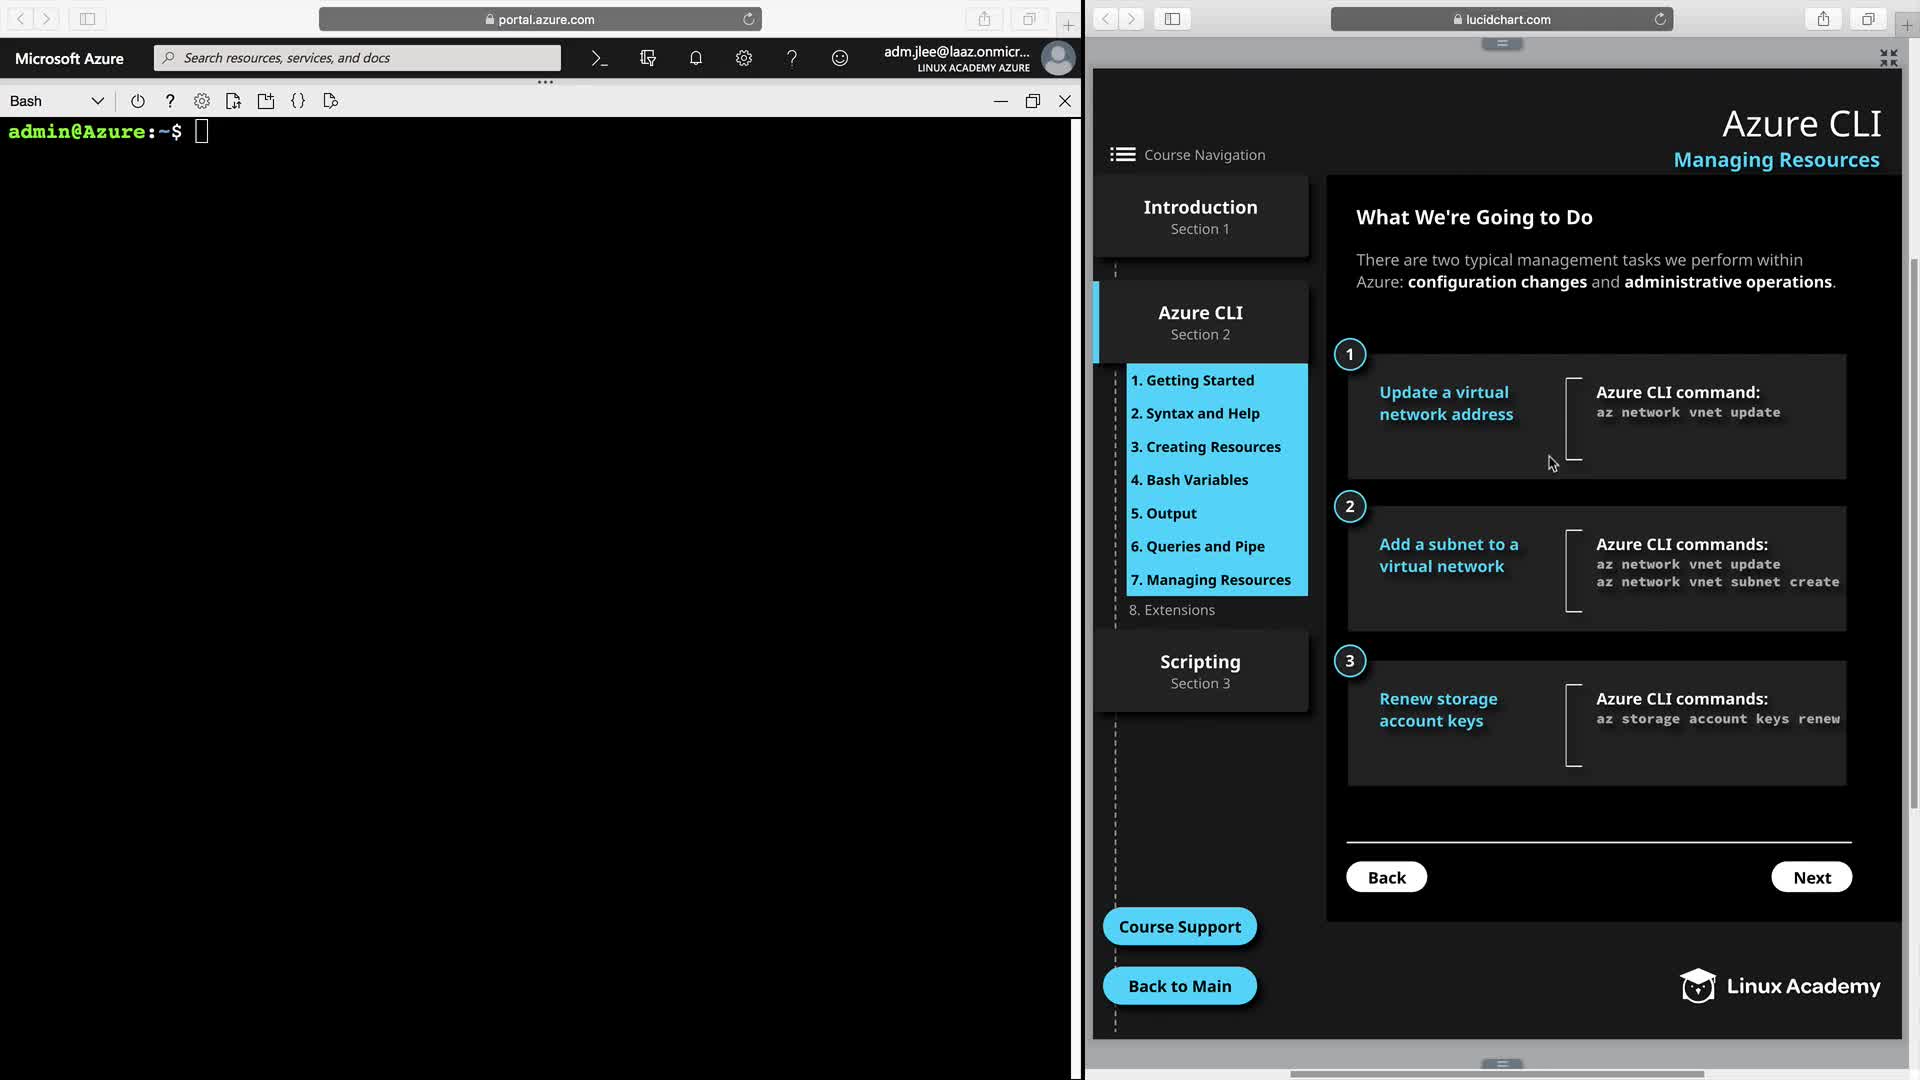 portal.azure.com
Microsoft Azure
Search resources, services, and docs
adm.jlee@laaz.onmicr...
LINUX ACADEMY AZURE
Bash
admin@Azure:~$
lucidchart.com
Azure CLI
Managing Resources
Course Navigation
Introduction
Section 1
Azure CLI
Section 2
1. Getting Started
2. Syntax and Help
3. Creating Resources
4. Bash Variables
5. Output
6. Queries and Pipe
7. Managing Resources
8. Extensions
Scripting
Section 3
Course Support
Back to Main
What We're Going to Do
There are two typical management tasks we perform within
Azure: configuration changes and administrative operations.
1
Update a virtual
network address
Azure CLI command:
az network vnet update
2
Add a subnet to a
virtual network
Azure CLI commands:
az network vnet update
az network vnet subnet create
3
Renew storage
account keys
Azure CLI commands:
az storage account keys renew
Back
Next
Linux Academy